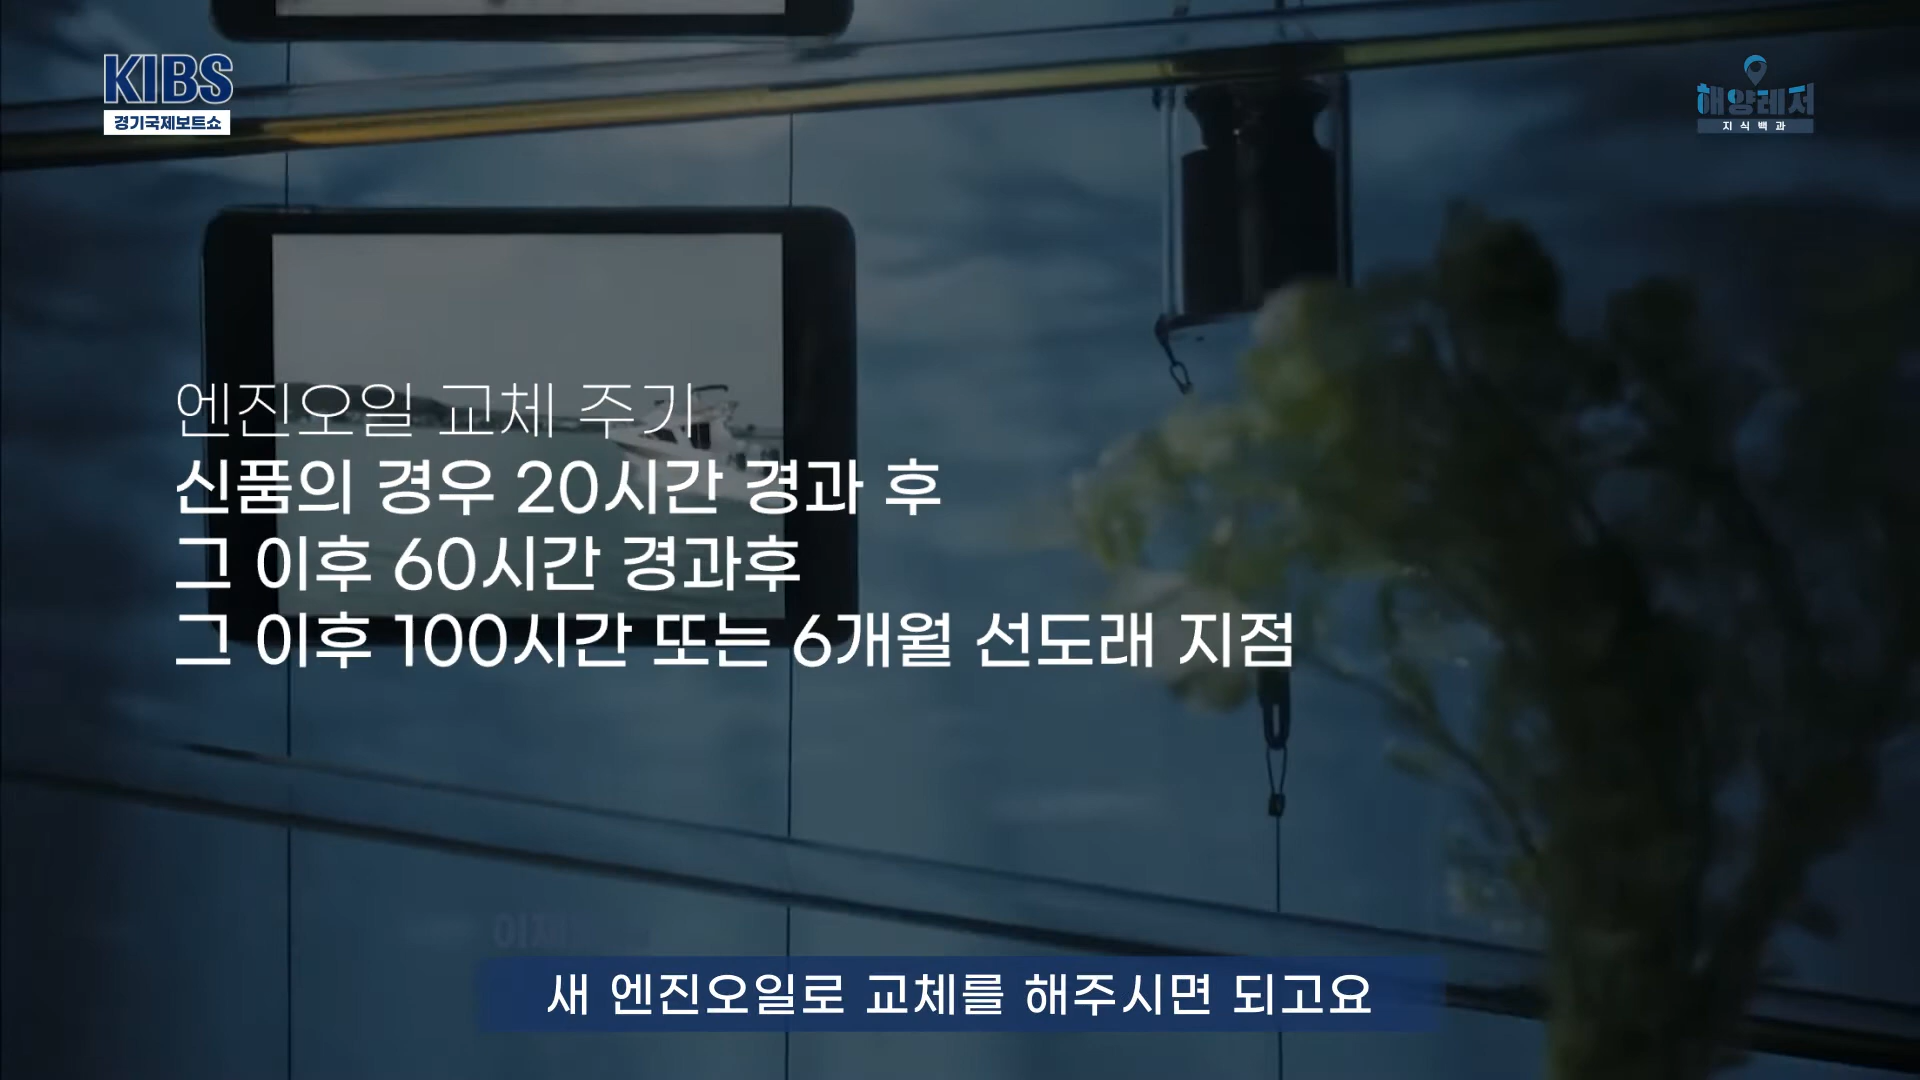 KIBS
경기국제보트쇼
해양레저
지식백과
엔진오일 교체 주기
신품의 경우 20시간 경과 후
그 이후 60시간 경과후
그 이후 100시간 또는 6개월 선도래 지점
이제
새 엔진오일로 교체를 해주시면 되고요